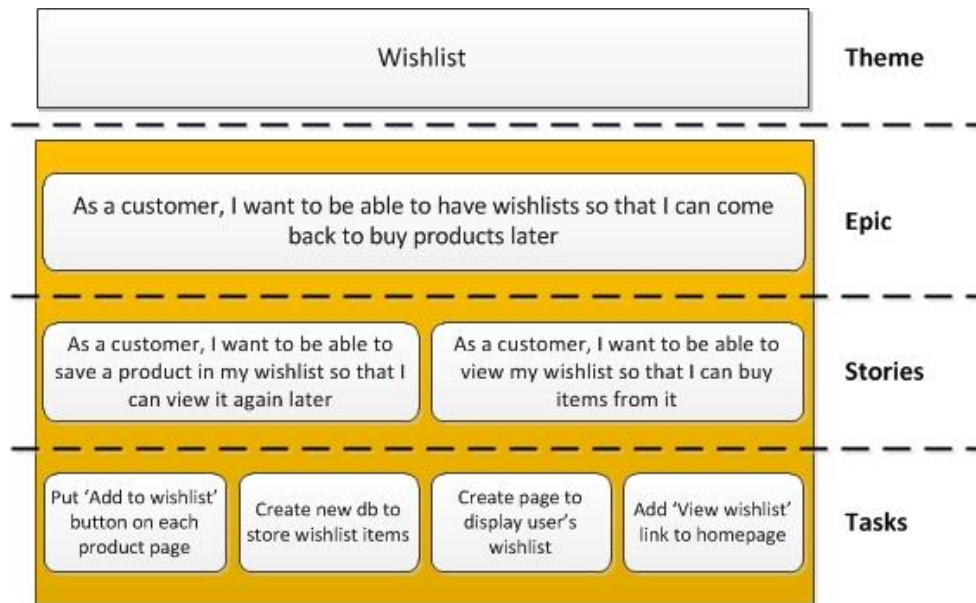 Wishlist
Theme
As a customer, I want to be able to have wishlists so that I can come
back to buy products later
Epic
As a customer, I want to be able to
save a product in my wishlist so that I
can view it again later
As a customer, I want to be able to
view my wishlist so that I can buy
items from it
Stories
Put ‘Add to wishlist’
button on each
product page
Create new db to
store wishlist items
Create page to
display user’s
wishlist
Add ‘View wishlist’
link to homepage
Tasks